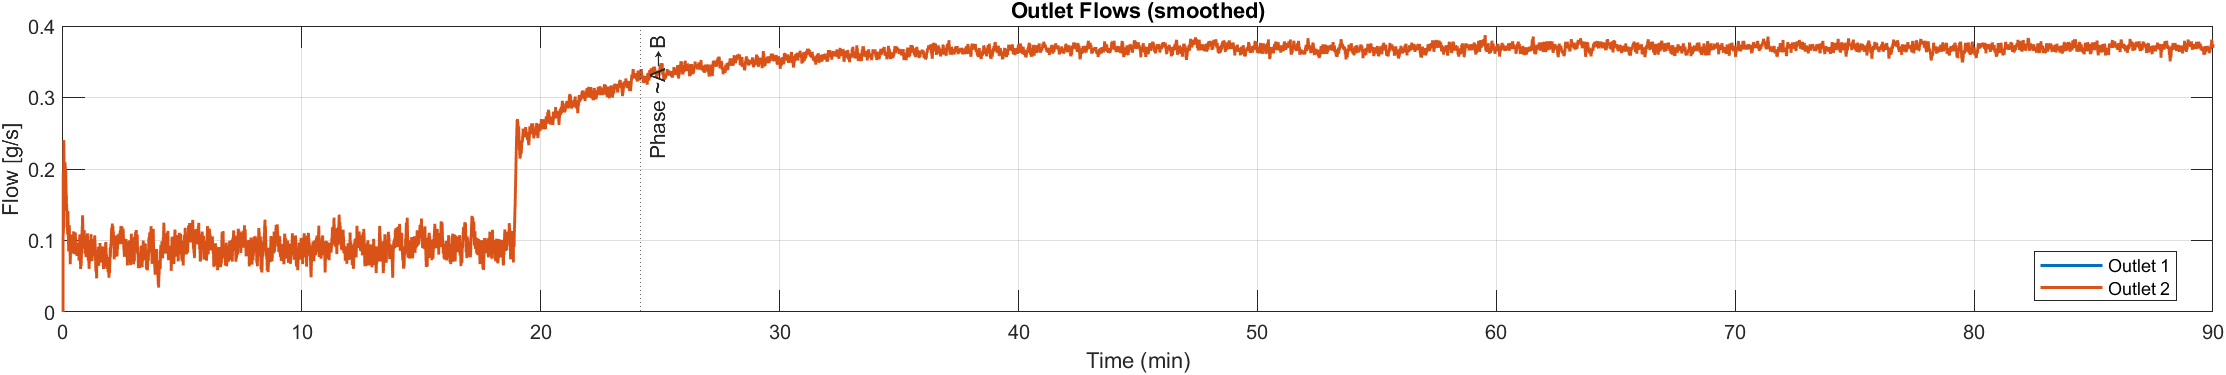 Outlet Flows (smoothed)
Flow [g/s]
0.4
0.3
0.2
0.1
0
Phase ~A→B
Outlet 1
Outlet 2
0 10 20 30 40 50 60 70 80 90
Time (min)